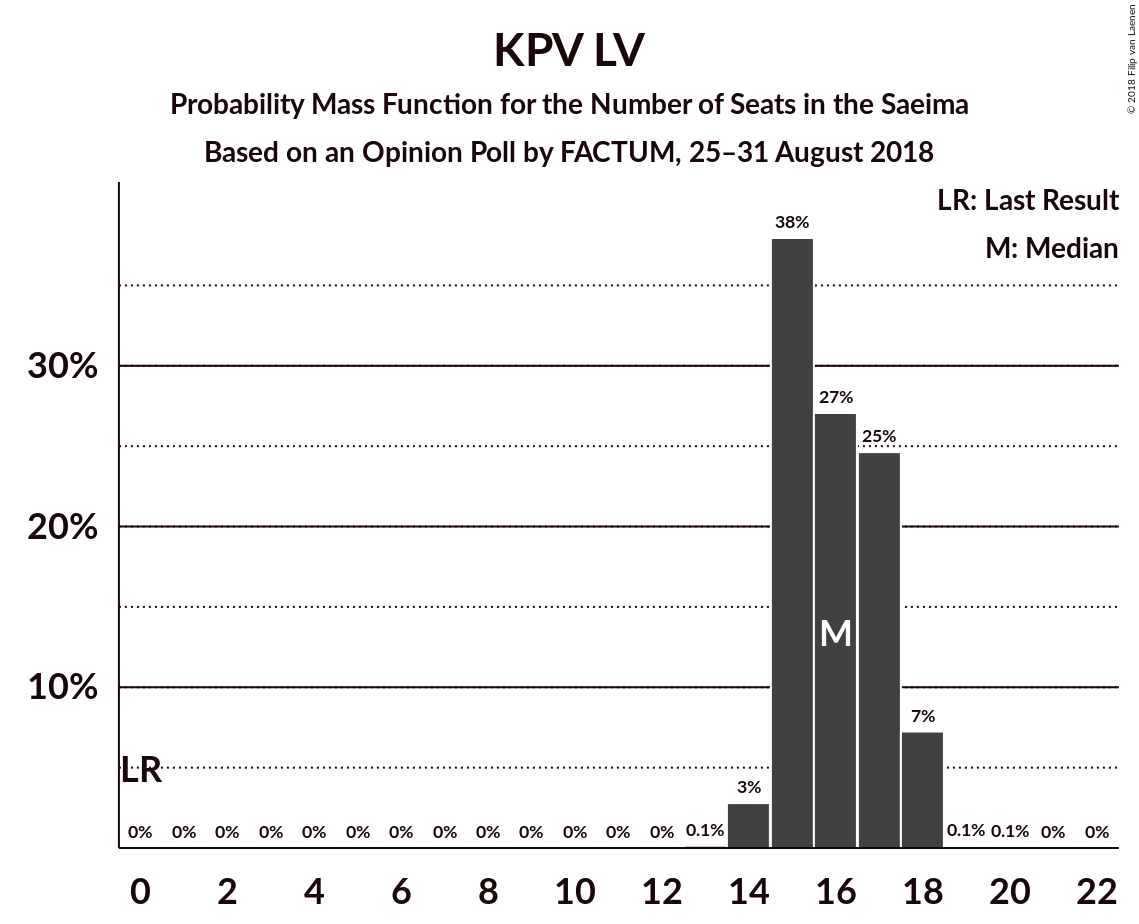 KPV LV
Probability Mass Function for the Number of Seats in the Saeima
Based on an Opinion Poll by FACTUM, 25–31 August 2018
© 2018 Filip van Laenen
LR: Last Result
M: Median
38%
30%
27%
25%
20%
M
10%
7%
LR
3%
0% 0% 0% 0% 0% 0% 0% 0% 0% 0% 0% 0% 0% 0.1% 0.1% 0.1% 0% 0%
0 2 4 6 8 10 12 14 16 18 20 22